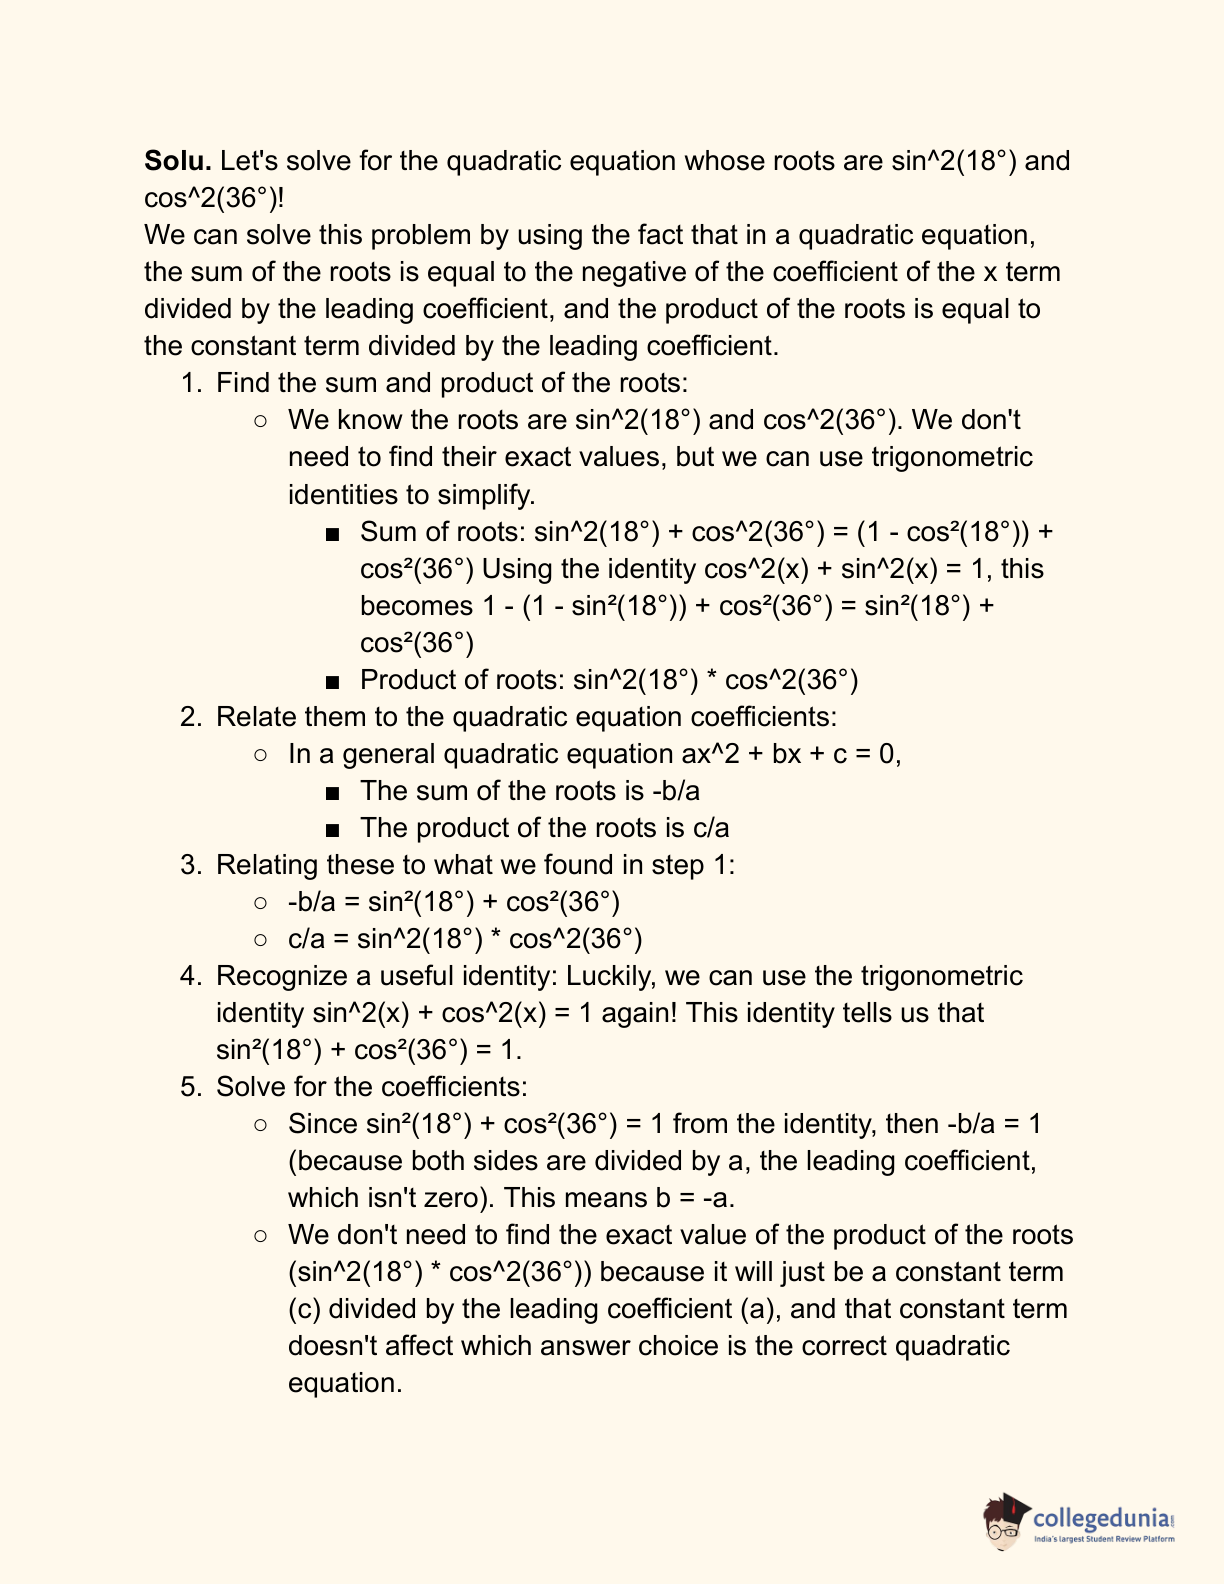 Solu. Let's solve for the quadratic equation whose roots are sin^2(18°) and
cos^2(36°)!
We can solve this problem by using the fact that in a quadratic equation,
the sum of the roots is equal to the negative of the coefficient of the x term
divided by the leading coefficient, and the product of the roots is equal to
the constant term divided by the leading coefficient.
1. Find the sum and product of the roots:
○ We know the roots are sin^2(18°) and cos^2(36°). We don't
need to find their exact values, but we can use trigonometric
identities to simplify.
■ Sum of roots: sin^2(18°) + cos^2(36°) = (1 - cos²(18°)) +
cos²(36°) Using the identity cos^2(x) + sin^2(x) = 1, this
becomes 1 - (1 - sin²(18°)) + cos²(36°) = sin²(18°) +
cos²(36°)
■ Product of roots: sin^2(18°) * cos^2(36°)
2. Relate them to the quadratic equation coefficients:
○ In a general quadratic equation ax^2 + bx + c = 0,
■ The sum of the roots is -b/a
■ The product of the roots is c/a
3. Relating these to what we found in step 1:
○ -b/a = sin²(18°) + cos²(36°)
○ c/a = sin^2(18°) * cos^2(36°)
4. Recognize a useful identity: Luckily, we can use the trigonometric
identity sin^2(x) + cos^2(x) = 1 again! This identity tells us that
sin²(18°) + cos²(36°) = 1.
5. Solve for the coefficients:
○ Since sin²(18°) + cos²(36°) = 1 from the identity, then -b/a = 1
(because both sides are divided by a, the leading coefficient,
which isn't zero). This means b = -a.
○ We don't need to find the exact value of the product of the roots
(sin^2(18°) * cos^2(36°)) because it will just be a constant term
(c) divided by the leading coefficient (a), and that constant term
doesn't affect which answer choice is the correct quadratic
equation.
collegedunia.com
India's largest Student Review Platform